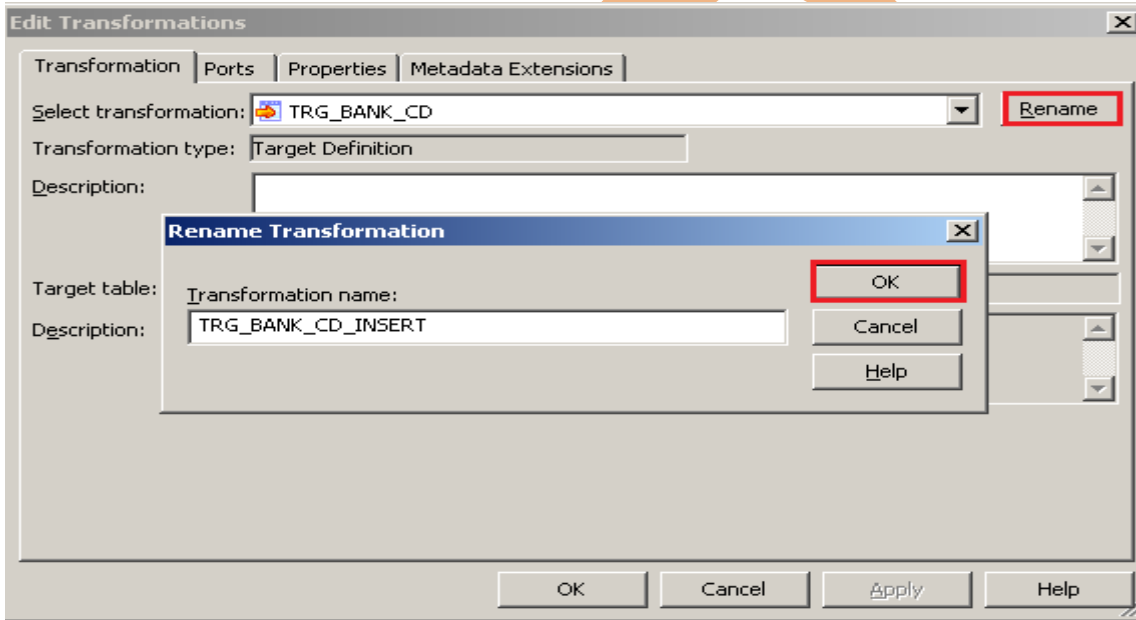 Edit Transformations
Transformation Ports Properties Metadata Extensions
Select transformation: TRG_BANK_CD Rename
Transformation type: Target Definition
Description:
Rename Transformation
OK
Target table: Transformation name:
Description: TRG_BANK_CD_INSERT Cancel
Help
OK Cancel Apply Help